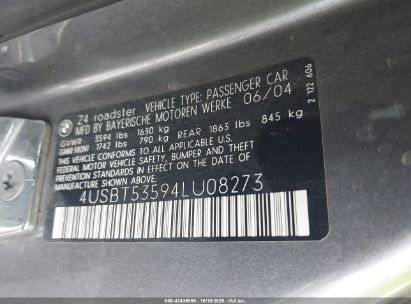 Z4 roadster VEHICLE TYPE: PASSENGER CAR
MFD BY BAYERISCHE MOTOREN WERKE 06/04
GVWR 3594 lbs 1630 kg
GAWR FRONT 1742 lbs 790 kg REAR 1863 lbs 845 kg
THIS VEHICLE CONFORMS TO ALL APPLICABLE
FEDERAL MOTOR VEHICLE SAFETY, BUMPER AND
THEFT PREVENTION STANDARDS IN EFFECT ON THE
DATE OF MANUFACTURE SHOWN ABOVE.
4USBT53594LU08273
2 122 606